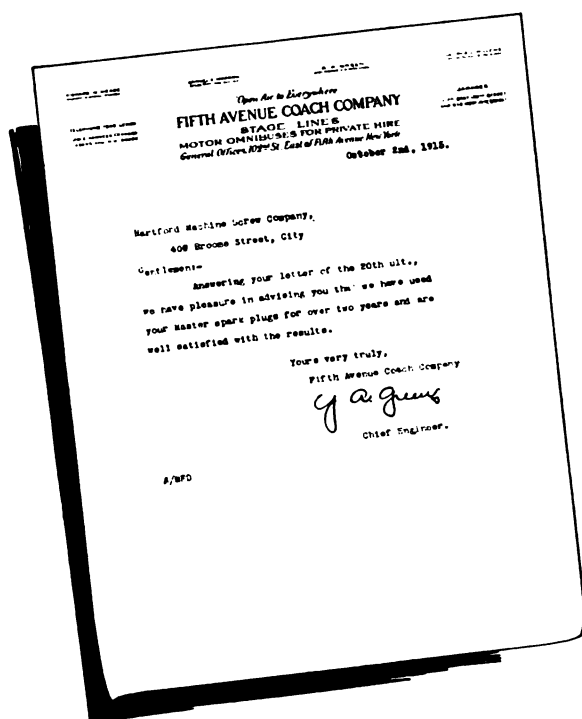 Open Air to Everywhere
FIFTH AVENUE COACH COMPANY
STAGE LINES
MOTOR OMNIBUSES FOR PRIVATE HIRE
General Offices, 102nd St. East of Fifth Avenue New York
October 2nd, 1915.
Hartford Machine Screw Company,
400 Broome Street, City
Gentlemen:-
Answering your letter of the 20th ult.,
we have pleasure in advising you that we have used
your Master spark plugs for over two years and are
well satisfied with the results.
Yours very truly,
Fifth Avenue Coach Company
G A Green
Chief Engineer.